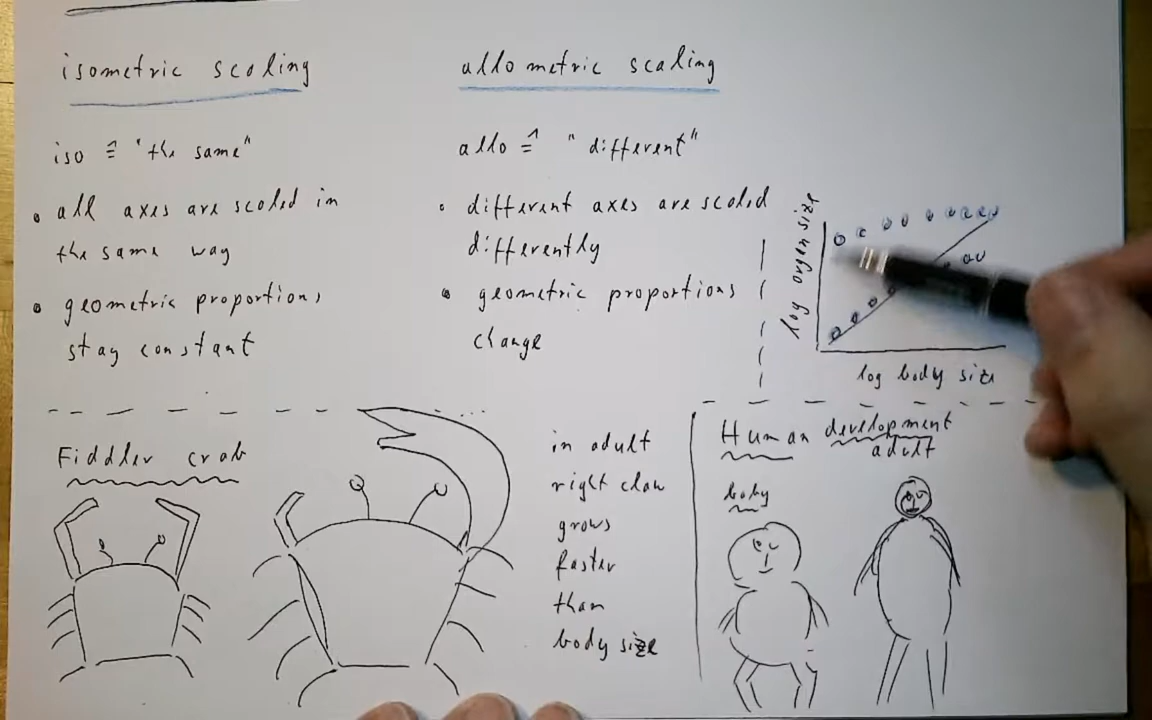 isometric scaling
iso ≙ "the same"
• all axes are scaled in
the same way
• geometric proportions
stay constant
allometric scaling
allo ≙ "different"
• different axes are scaled
differently
• geometric proportions
change
log organ size
log body size
Fiddler crab
in adult
right claw
grows
faster
than
body size
Human development
body
adult